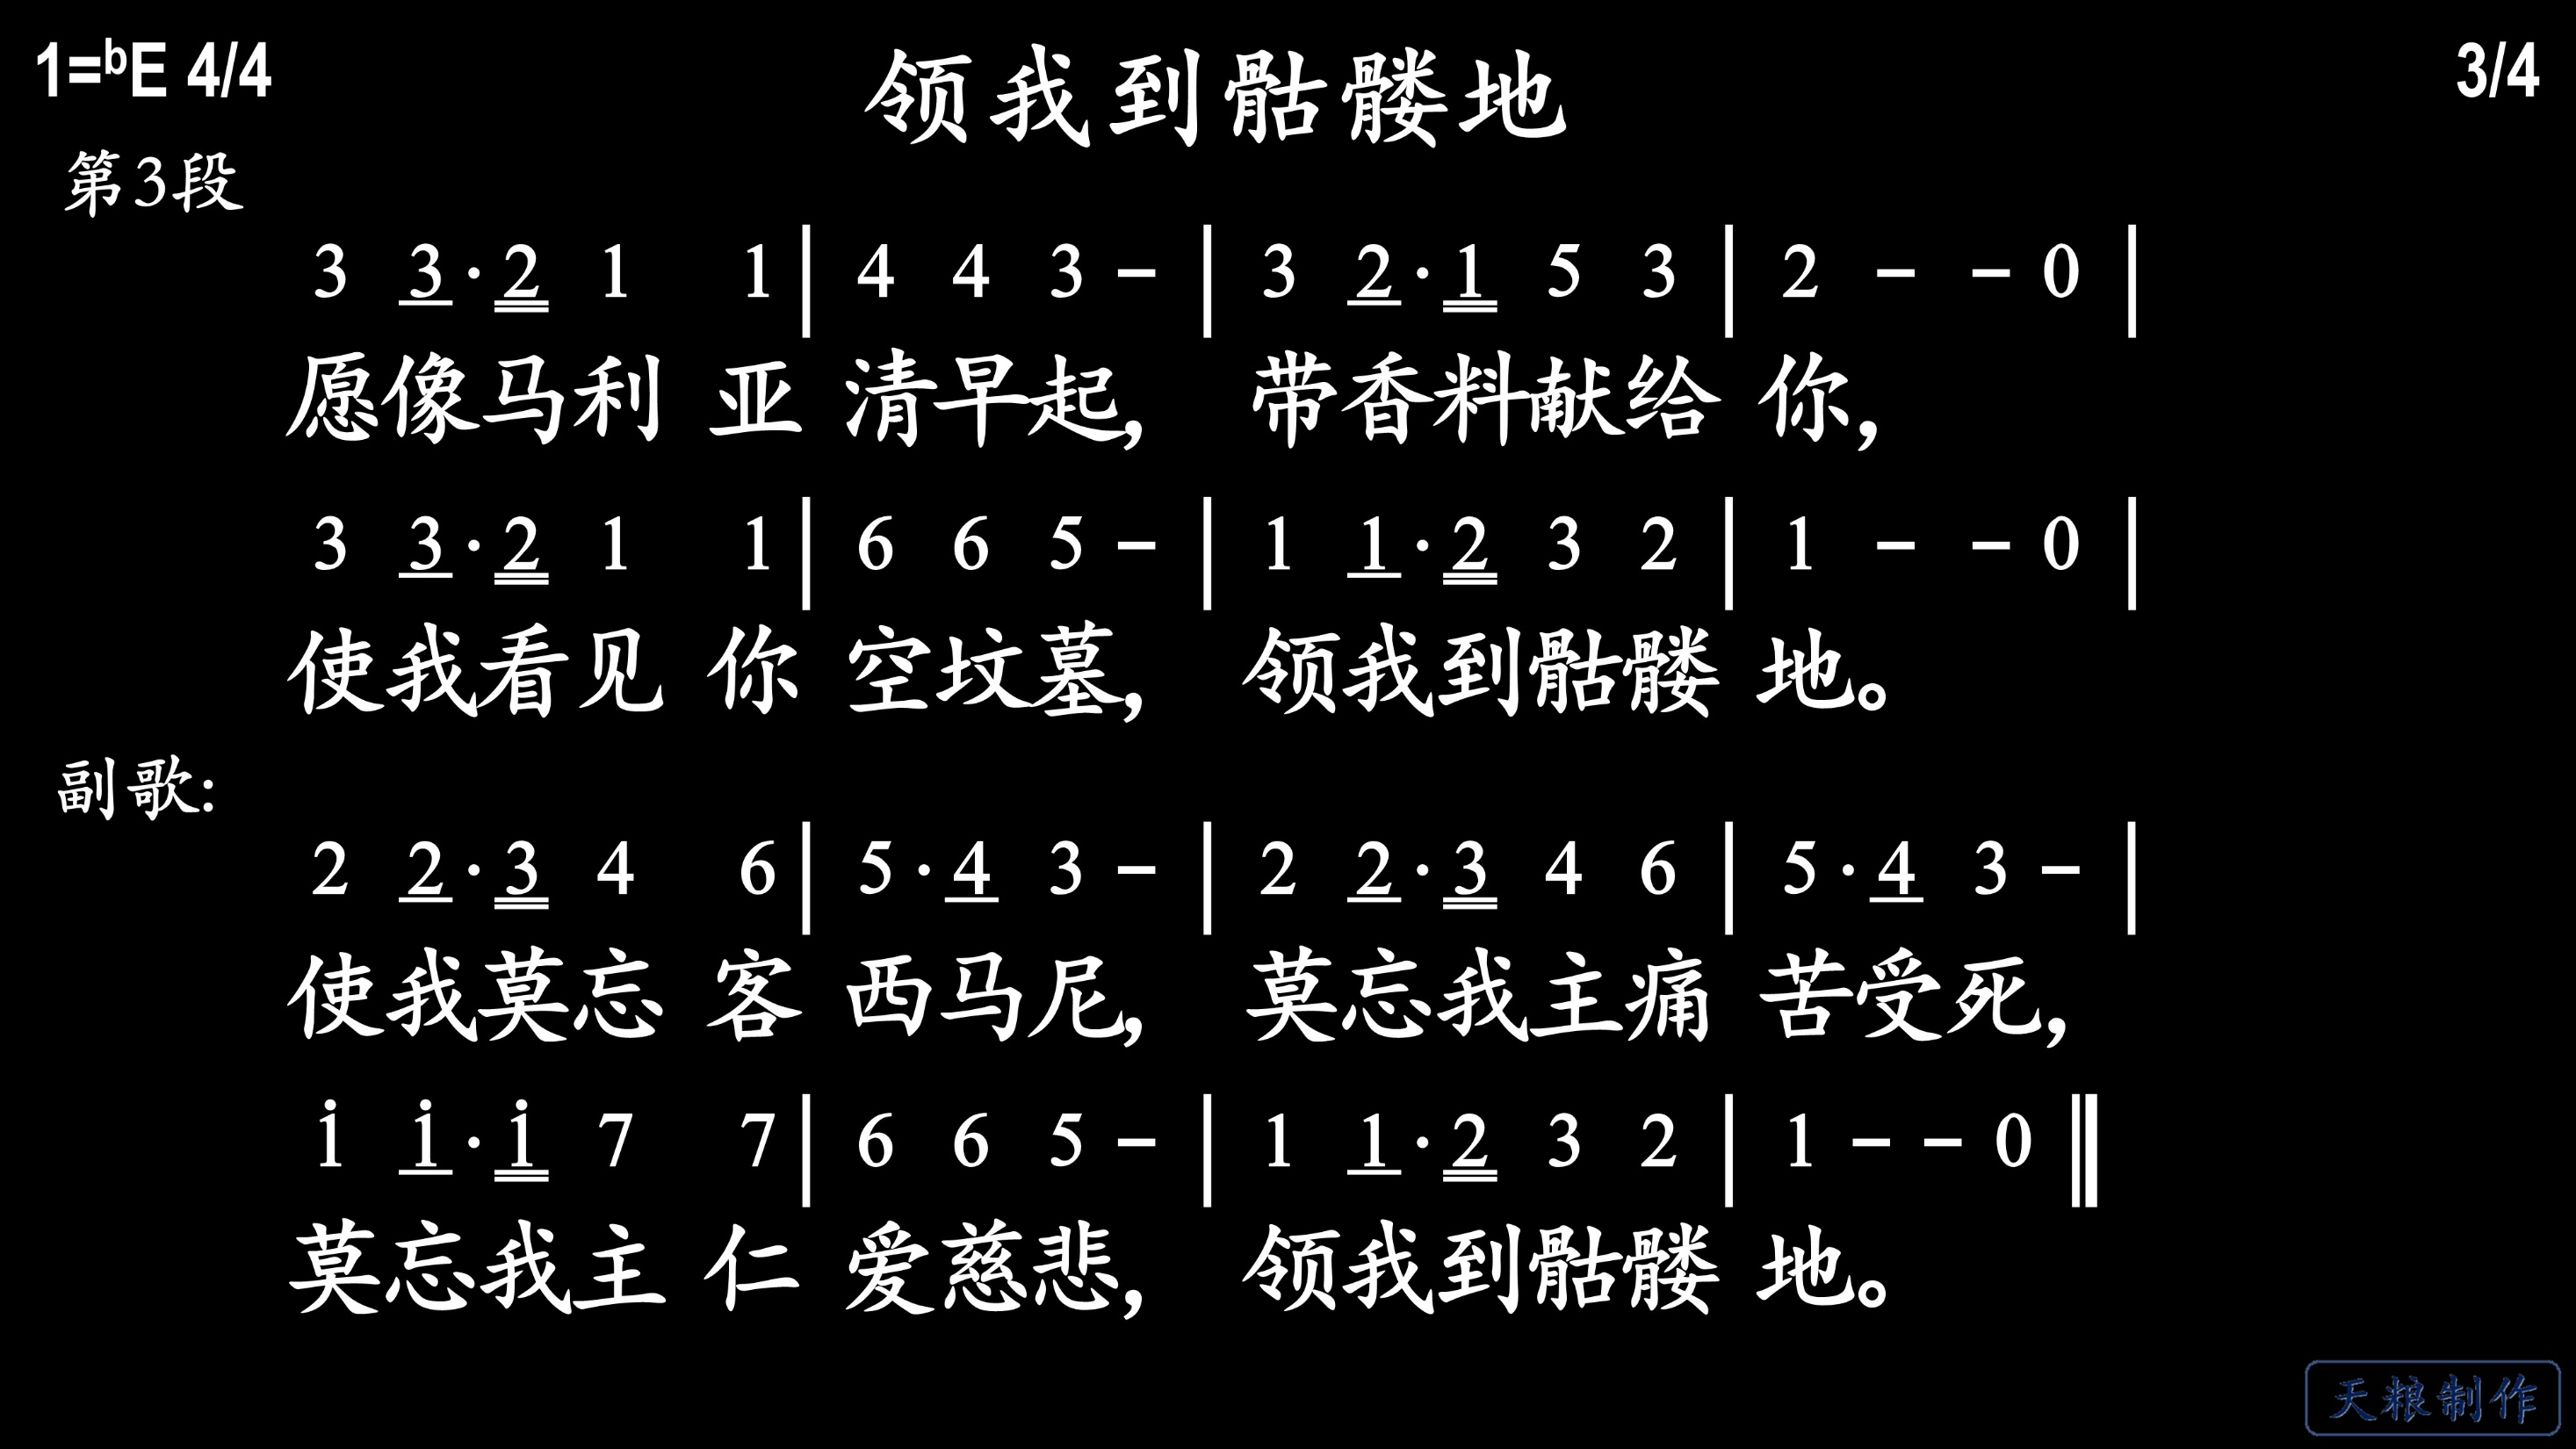 1=bE 4/4 领我到骷髅地 3/4
第3段
3 3·2 1 1 | 4 4 3 – | 3 2·1 5 3 | 2 – – 0 |
愿像马利亚清早起, 带香料献给你,
3 3·2 1 1 | 6 6 5 – | 1 1·2 3 2 | 1 – – 0 |
使我看见你空坟墓, 领我到骷髅地。
副歌:
2 2·3 4 6 | 5·4 3 – | 2 2·3 4 6 | 5·4 3 – |
使我莫忘客西马尼, 莫忘我主痛苦受死,
i i·i 7 7 | 6 6 5 – | 1 1·2 3 2 | 1 – – 0 ‖
莫忘我主仁爱慈悲, 领我到骷髅地。
天粮制作